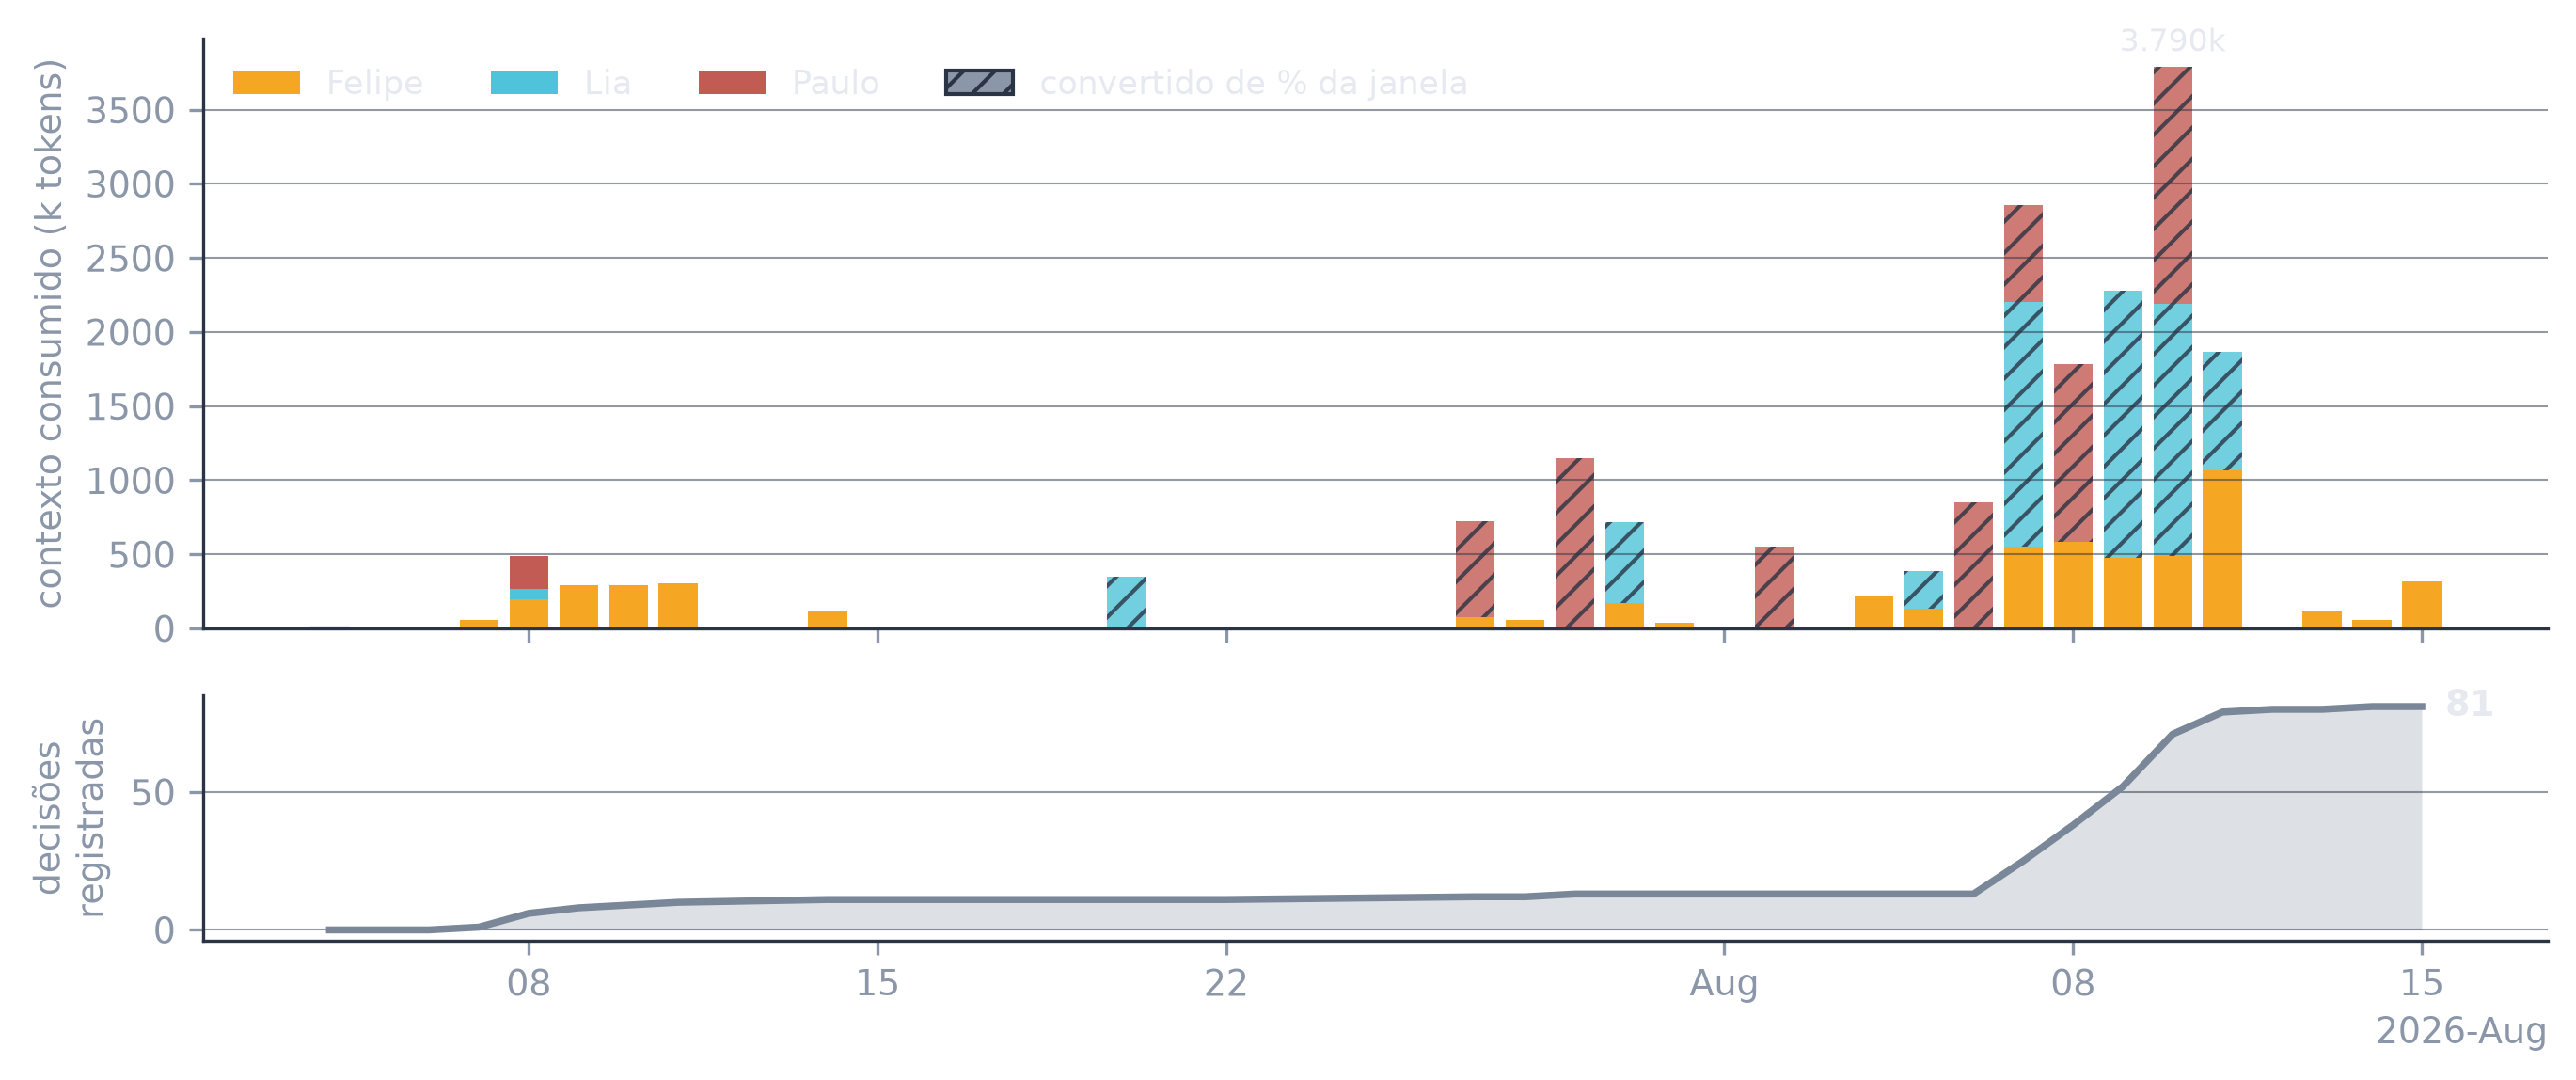 3.790k
Felipe Lia Paulo convertido de % da janela
contexto consumido (k tokens)
3500
3000
2500
2000
1500
1000
500
0
decisões
registradas
81
50
0
08 15 22 Aug 08 15
2026-Aug